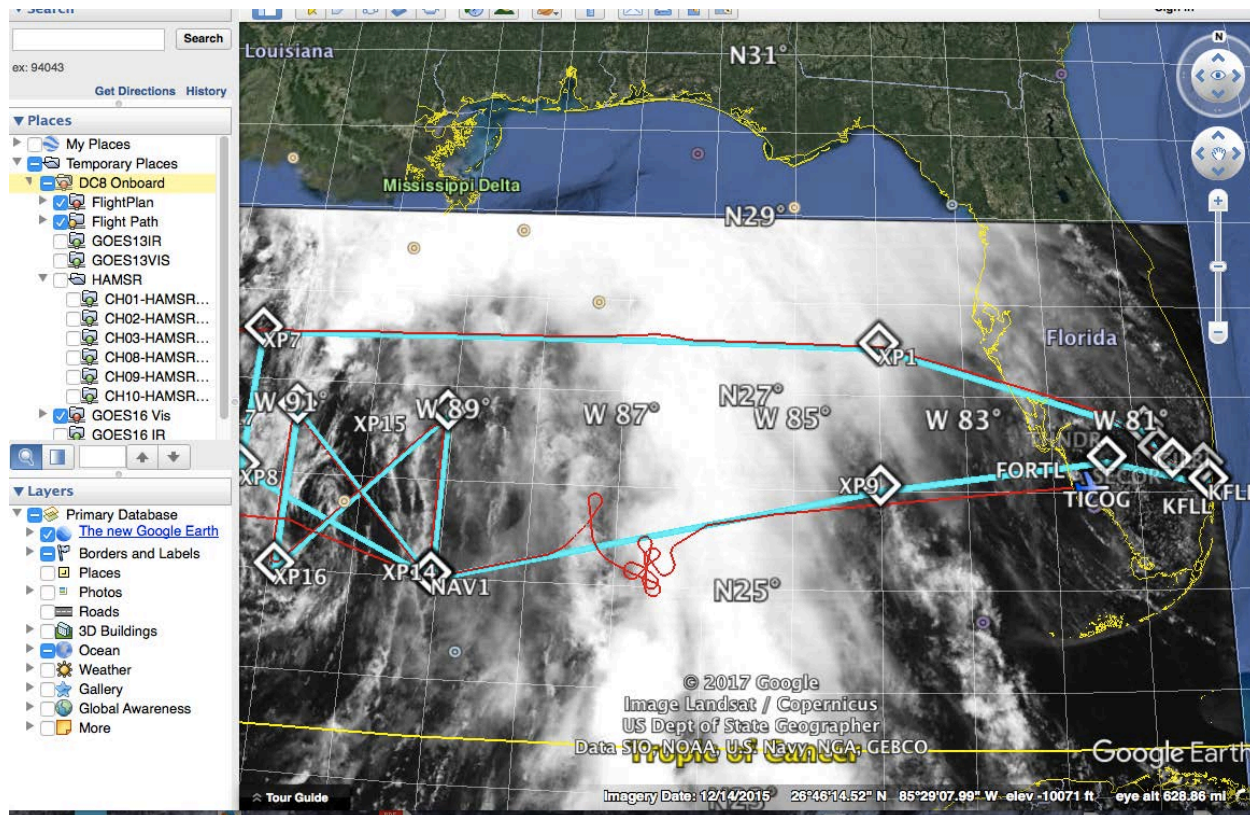 Search
Sign in
Search
ex: 94043
Get Directions History
Places
My Places
Temporary Places
DC8 Onboard
FlightPlan
Flight Path
GOES13IR
GOES13VIS
HAMSR
CH01-HAMSR...
CH02-HAMSR...
CH03-HAMSR...
CH08-HAMSR...
CH09-HAMSR...
CH10-HAMSR...
GOES16 Vis
GOES16 IR
Layers
Primary Database
The new Google Earth
Borders and Labels
Places
Photos
Roads
3D Buildings
Ocean
Weather
Gallery
Global Awareness
More
N
Louisiana
N31°
Mississippi Delta
N29°
XP7
XP1
Florida
N27°
W 91°
W 89°
W 87°
W 85°
W 83°
W 81°
XP15
XP8
XP9
FORTL
TICOG
KFLL
KFLL
XP16
XP14
NAV1
N25°
© 2017 Google
Image Landsat / Copernicus
US Dept of State Geographer
Data SIO, NOAA, U.S. Navy, NGA, GEBCO
Tropic of Cancer
Google Earth
N23°
Tour Guide
Imagery Date: 12/14/2015 26°46'14.52" N 85°29'07.99" W elev -10071 ft eye alt 628.86 mi